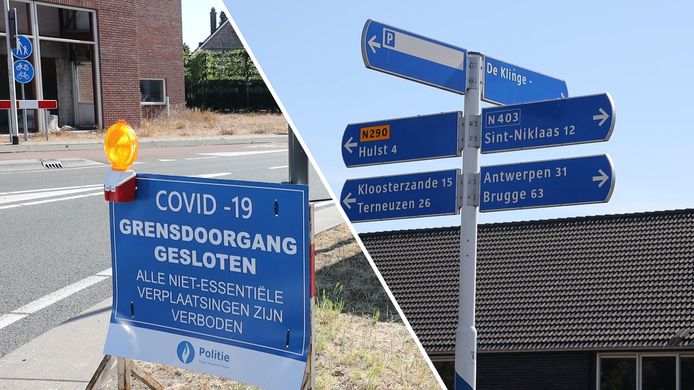 COVID -19
GRENSDOORGANG
GESLOTEN
ALLE NIET-ESSENTIËLE
VERPLAATSINGEN ZIJN
VERBODEN
Politie
P
De Klinge
N290
Hulst 4
N403
Sint-Niklaas 12
Kloosterzande 15
Terneuzen 26
Antwerpen 31
Brugge 63